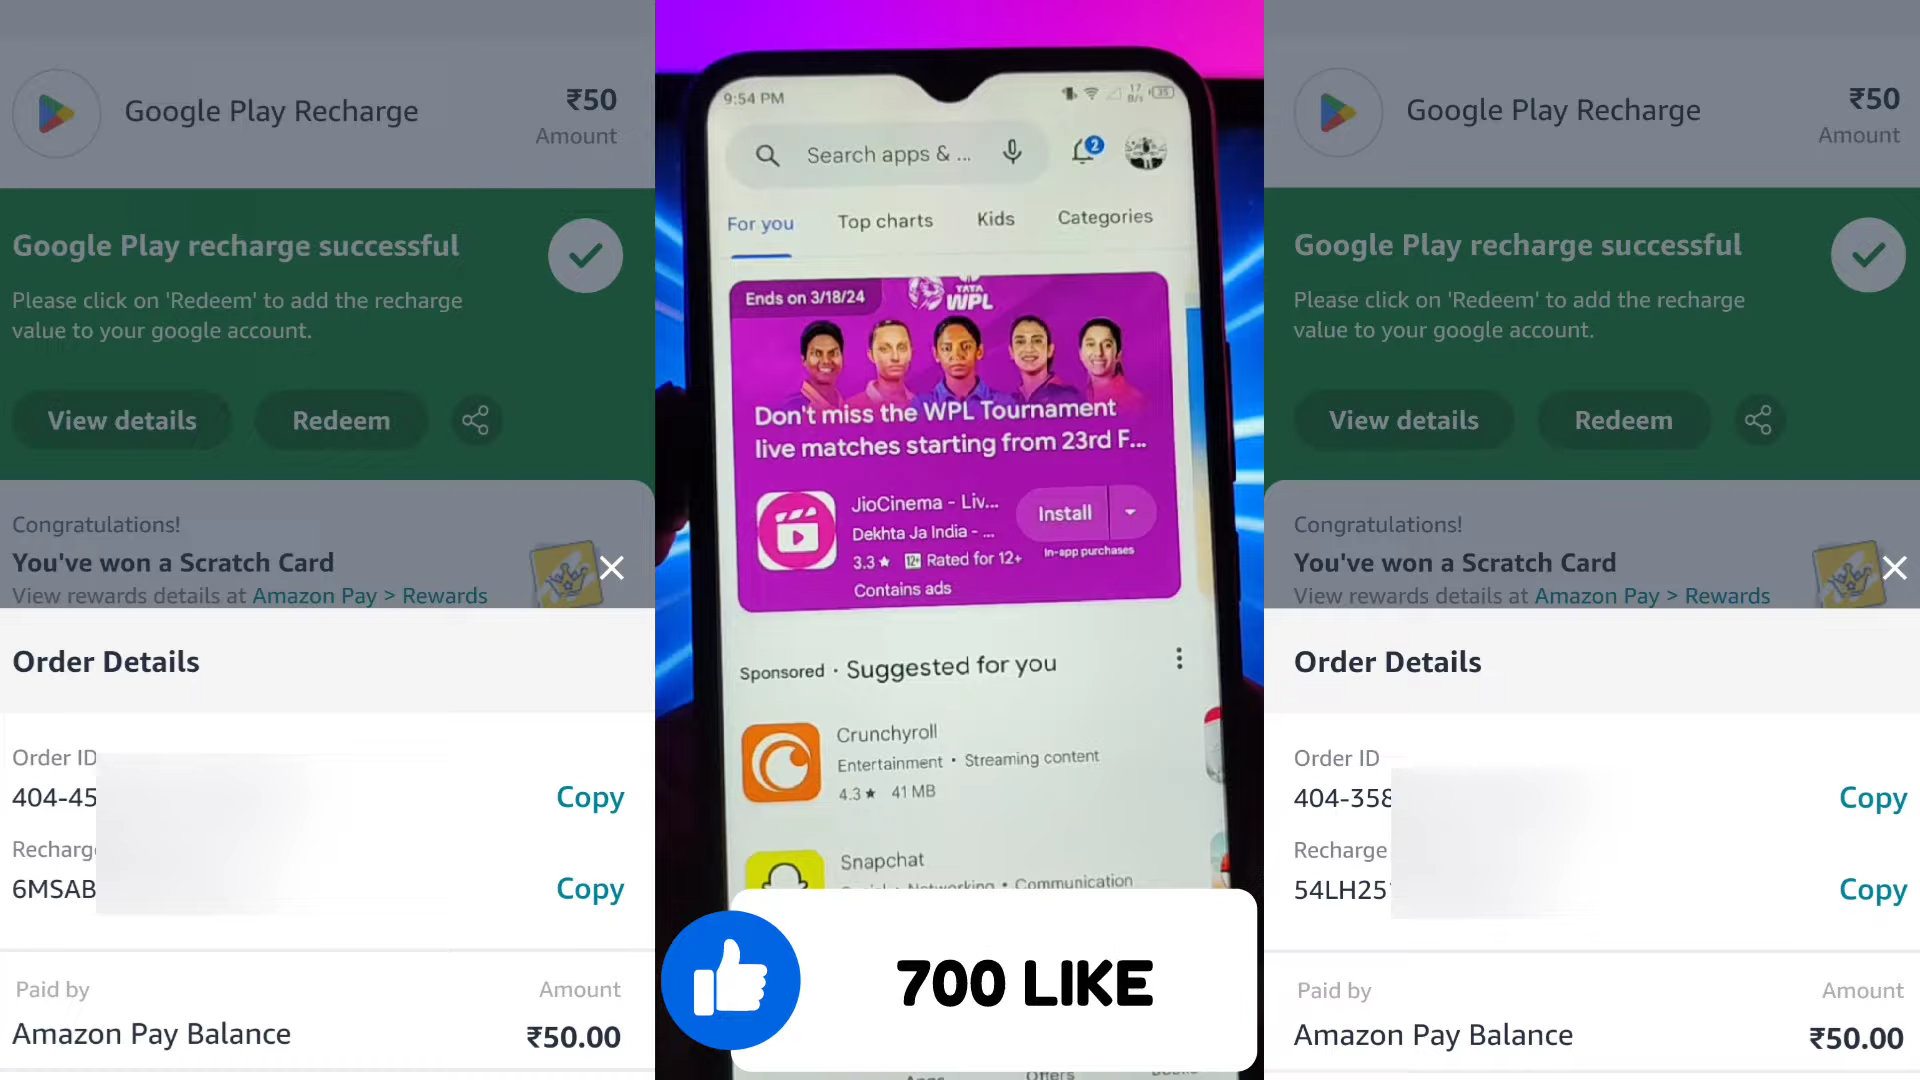 Google Play Recharge
₹50
Amount
Google Play recharge successful
Please click on 'Redeem' to add the recharge
value to your google account.
View details
Redeem
Congratulations!
You've won a Scratch Card
View rewards details at Amazon Pay > Rewards
Order Details
Order ID
404-45
Copy
Recharg
6MSAB
Copy
Paid by
Amount
Amazon Pay Balance
₹50.00
9:54 PM
17
B/s
35
Search apps & ...
2
For you
Top charts
Kids
Categories
Ends on 3/18/24
TATA
WPL
Don't miss the WPL Tournament
live matches starting from 23rd F...
JioCinema - Liv...
Install
Dekhta Ja India - ...
3.3★ 12+ Rated for 12+
In-app purchases
Contains ads
Sponsored · Suggested for you
Crunchyroll
Entertainment • Streaming content
4.3★ 41 MB
Snapchat
Social • Networking • Communication
700 LIKE
Offers
Google Play Recharge
₹50
Amount
Google Play recharge successful
Please click on 'Redeem' to add the recharge
value to your google account.
View details
Redeem
Congratulations!
You've won a Scratch Card
View rewards details at Amazon Pay > Rewards
Order Details
Order ID
404-358
Copy
Recharge
54LH25
Copy
Paid by
Amount
Amazon Pay Balance
₹50.00